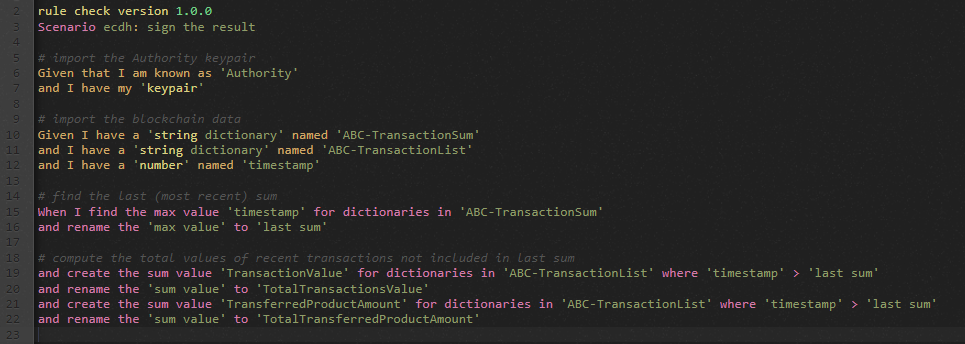 2 rule check version 1.0.0
3 Scenario ecdh: sign the result
4
5 # import the Authority keypair
6 Given that I am known as 'Authority'
7 and I have my 'keypair'
8
9 # import the blockchain data
10 Given I have a 'string dictionary' named 'ABC-TransactionSum'
11 and I have a 'string dictionary' named 'ABC-TransactionList'
12 and I have a 'number' named 'timestamp'
13
14 # find the last (most recent) sum
15 When I find the max value 'timestamp' for dictionaries in 'ABC-TransactionSum'
16 and rename the 'max value' to 'last sum'
17
18 # compute the total values of recent transactions not included in last sum
19 and create the sum value 'TransactionValue' for dictionaries in 'ABC-TransactionList' where 'timestamp' > 'last sum'
20 and rename the 'sum value' to 'TotalTransactionsValue'
21 and create the sum value 'TransferredProductAmount' for dictionaries in 'ABC-TransactionList' where 'timestamp' > 'last sum'
22 and rename the 'sum value' to 'TotalTransferredProductAmount'
23